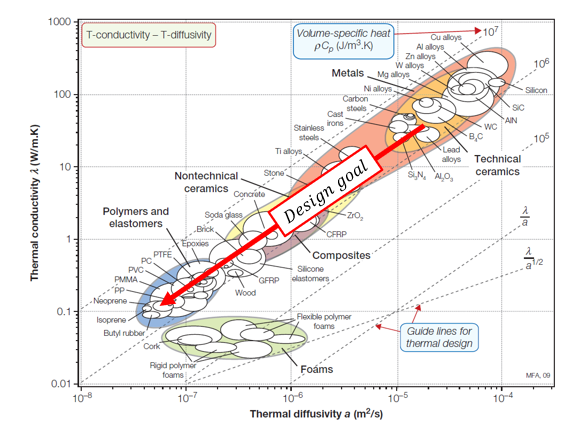 T-conductivity – T-diffusivity
Volume-specific heat
ρCp (J/m³.K)
10⁷
10⁶
10⁵
Thermal conductivity λ (W/m.K)
1000
100
10
1
0.1
0.01
Cu alloys
Al alloys
Zn alloys
W alloys
Mg alloys
Ni alloys
Metals
Carbon
steels
Cast
irons
Stainless
steels
Ti alloys
Stone
Nontechnical
ceramics
Concrete
Soda glass
Brick
Polymers and
elastomers
Epoxies
PTFE
PC
PVC
PMMA
PP
Neoprene
Isoprene
Butyl rubber
Cork
Rigid polymer
foams
Silicon
SiC
AlN
WC
B₄C
Lead
alloys
Technical
ceramics
Si₃N₄
Al₂O₃
Design goal
ZrO₂
CFRP
Composites
Silicone
elastomers
GFRP
Wood
Flexible polymer
foams
Foams
λ
a
λ
a^1/2
Guide lines for
thermal design
MFA, 09
10⁻⁸
10⁻⁷
10⁻⁶
10⁻⁵
10⁻⁴
Thermal diffusivity a (m²/s)